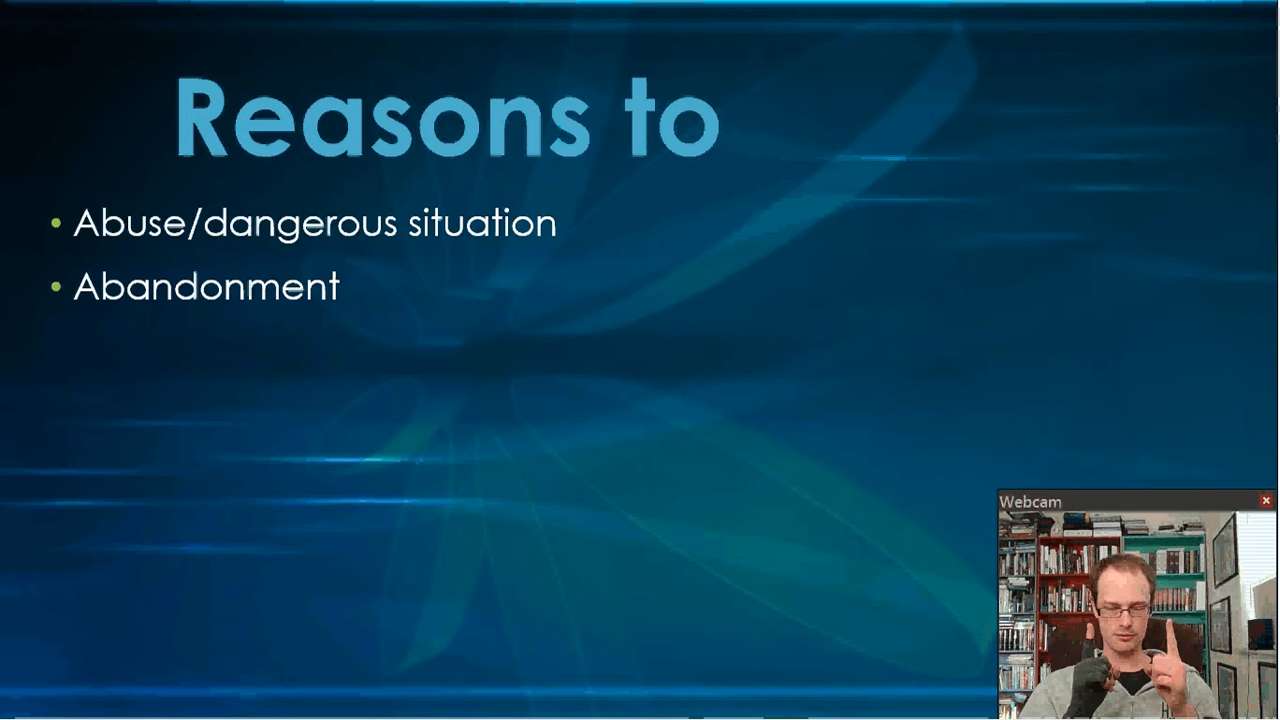 Reasons to
• Abuse/dangerous situation
• Abandonment
Webcam